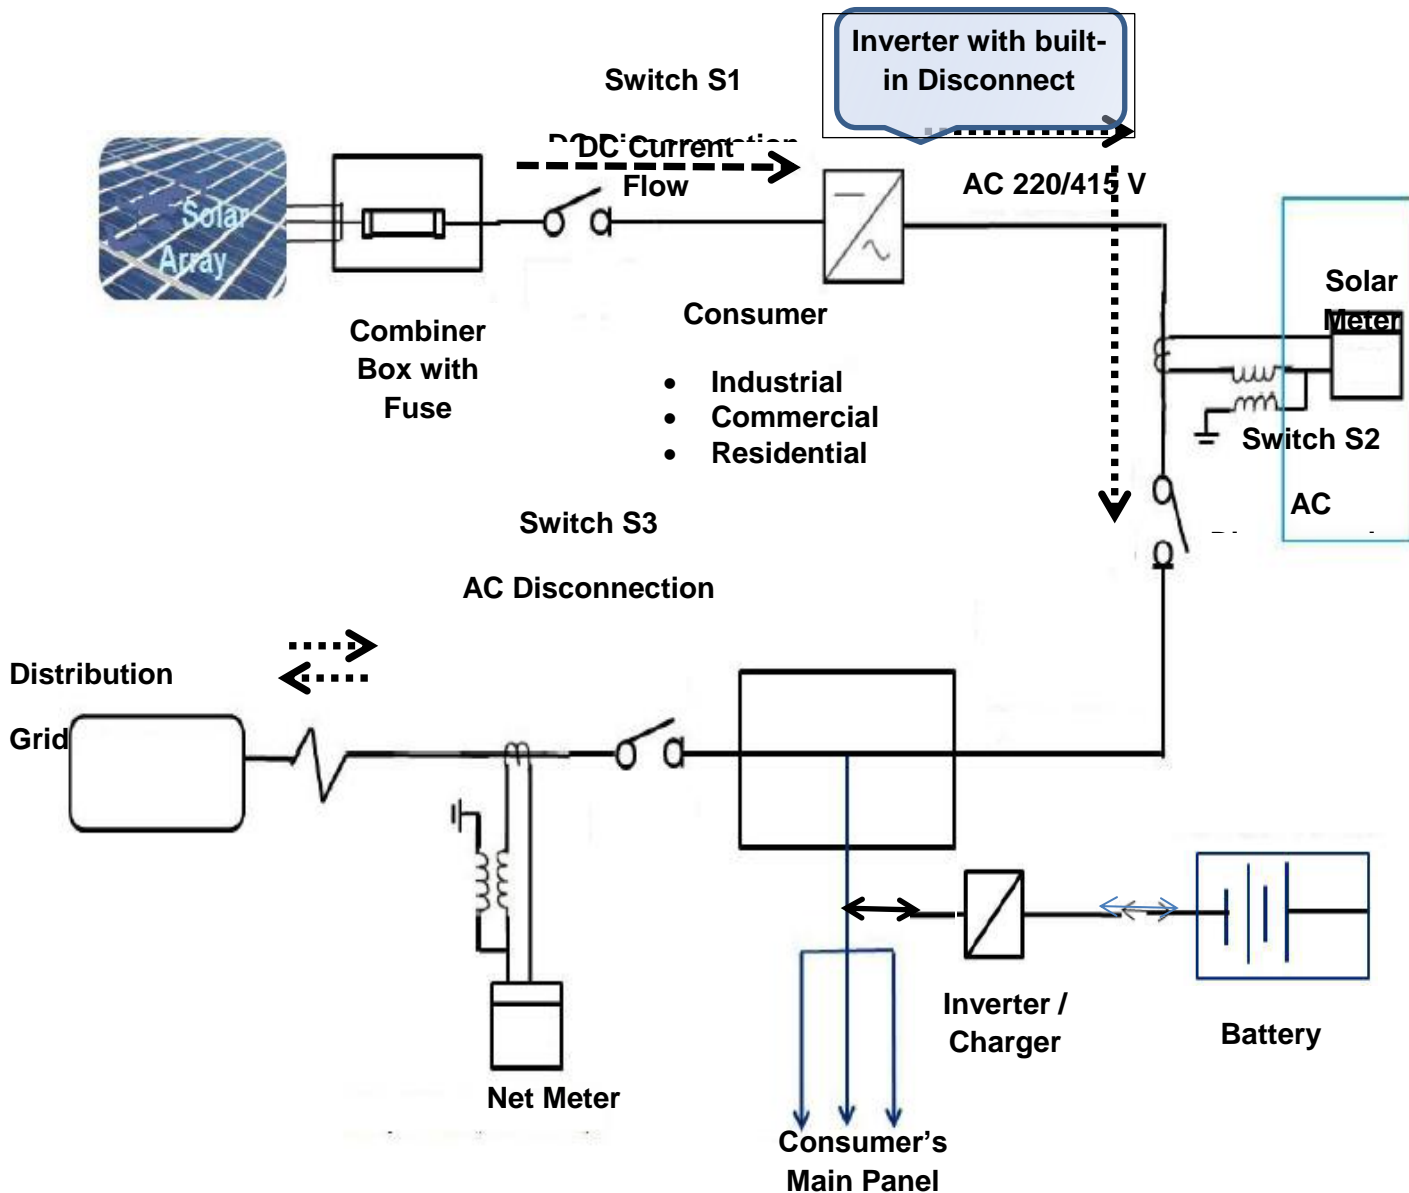 Inverter with built-
in Disconnect
Switch S1
DC Current
Flow
AC 220/415 V
Solar
Array
Solar
Meter
Combiner
Box with
Fuse
Consumer
• Industrial
• Commercial
• Residential
Switch S2
AC
Switch S3
AC Disconnection
Distribution
Grid
Inverter /
Charger
Battery
Net Meter
Consumer’s
Main Panel